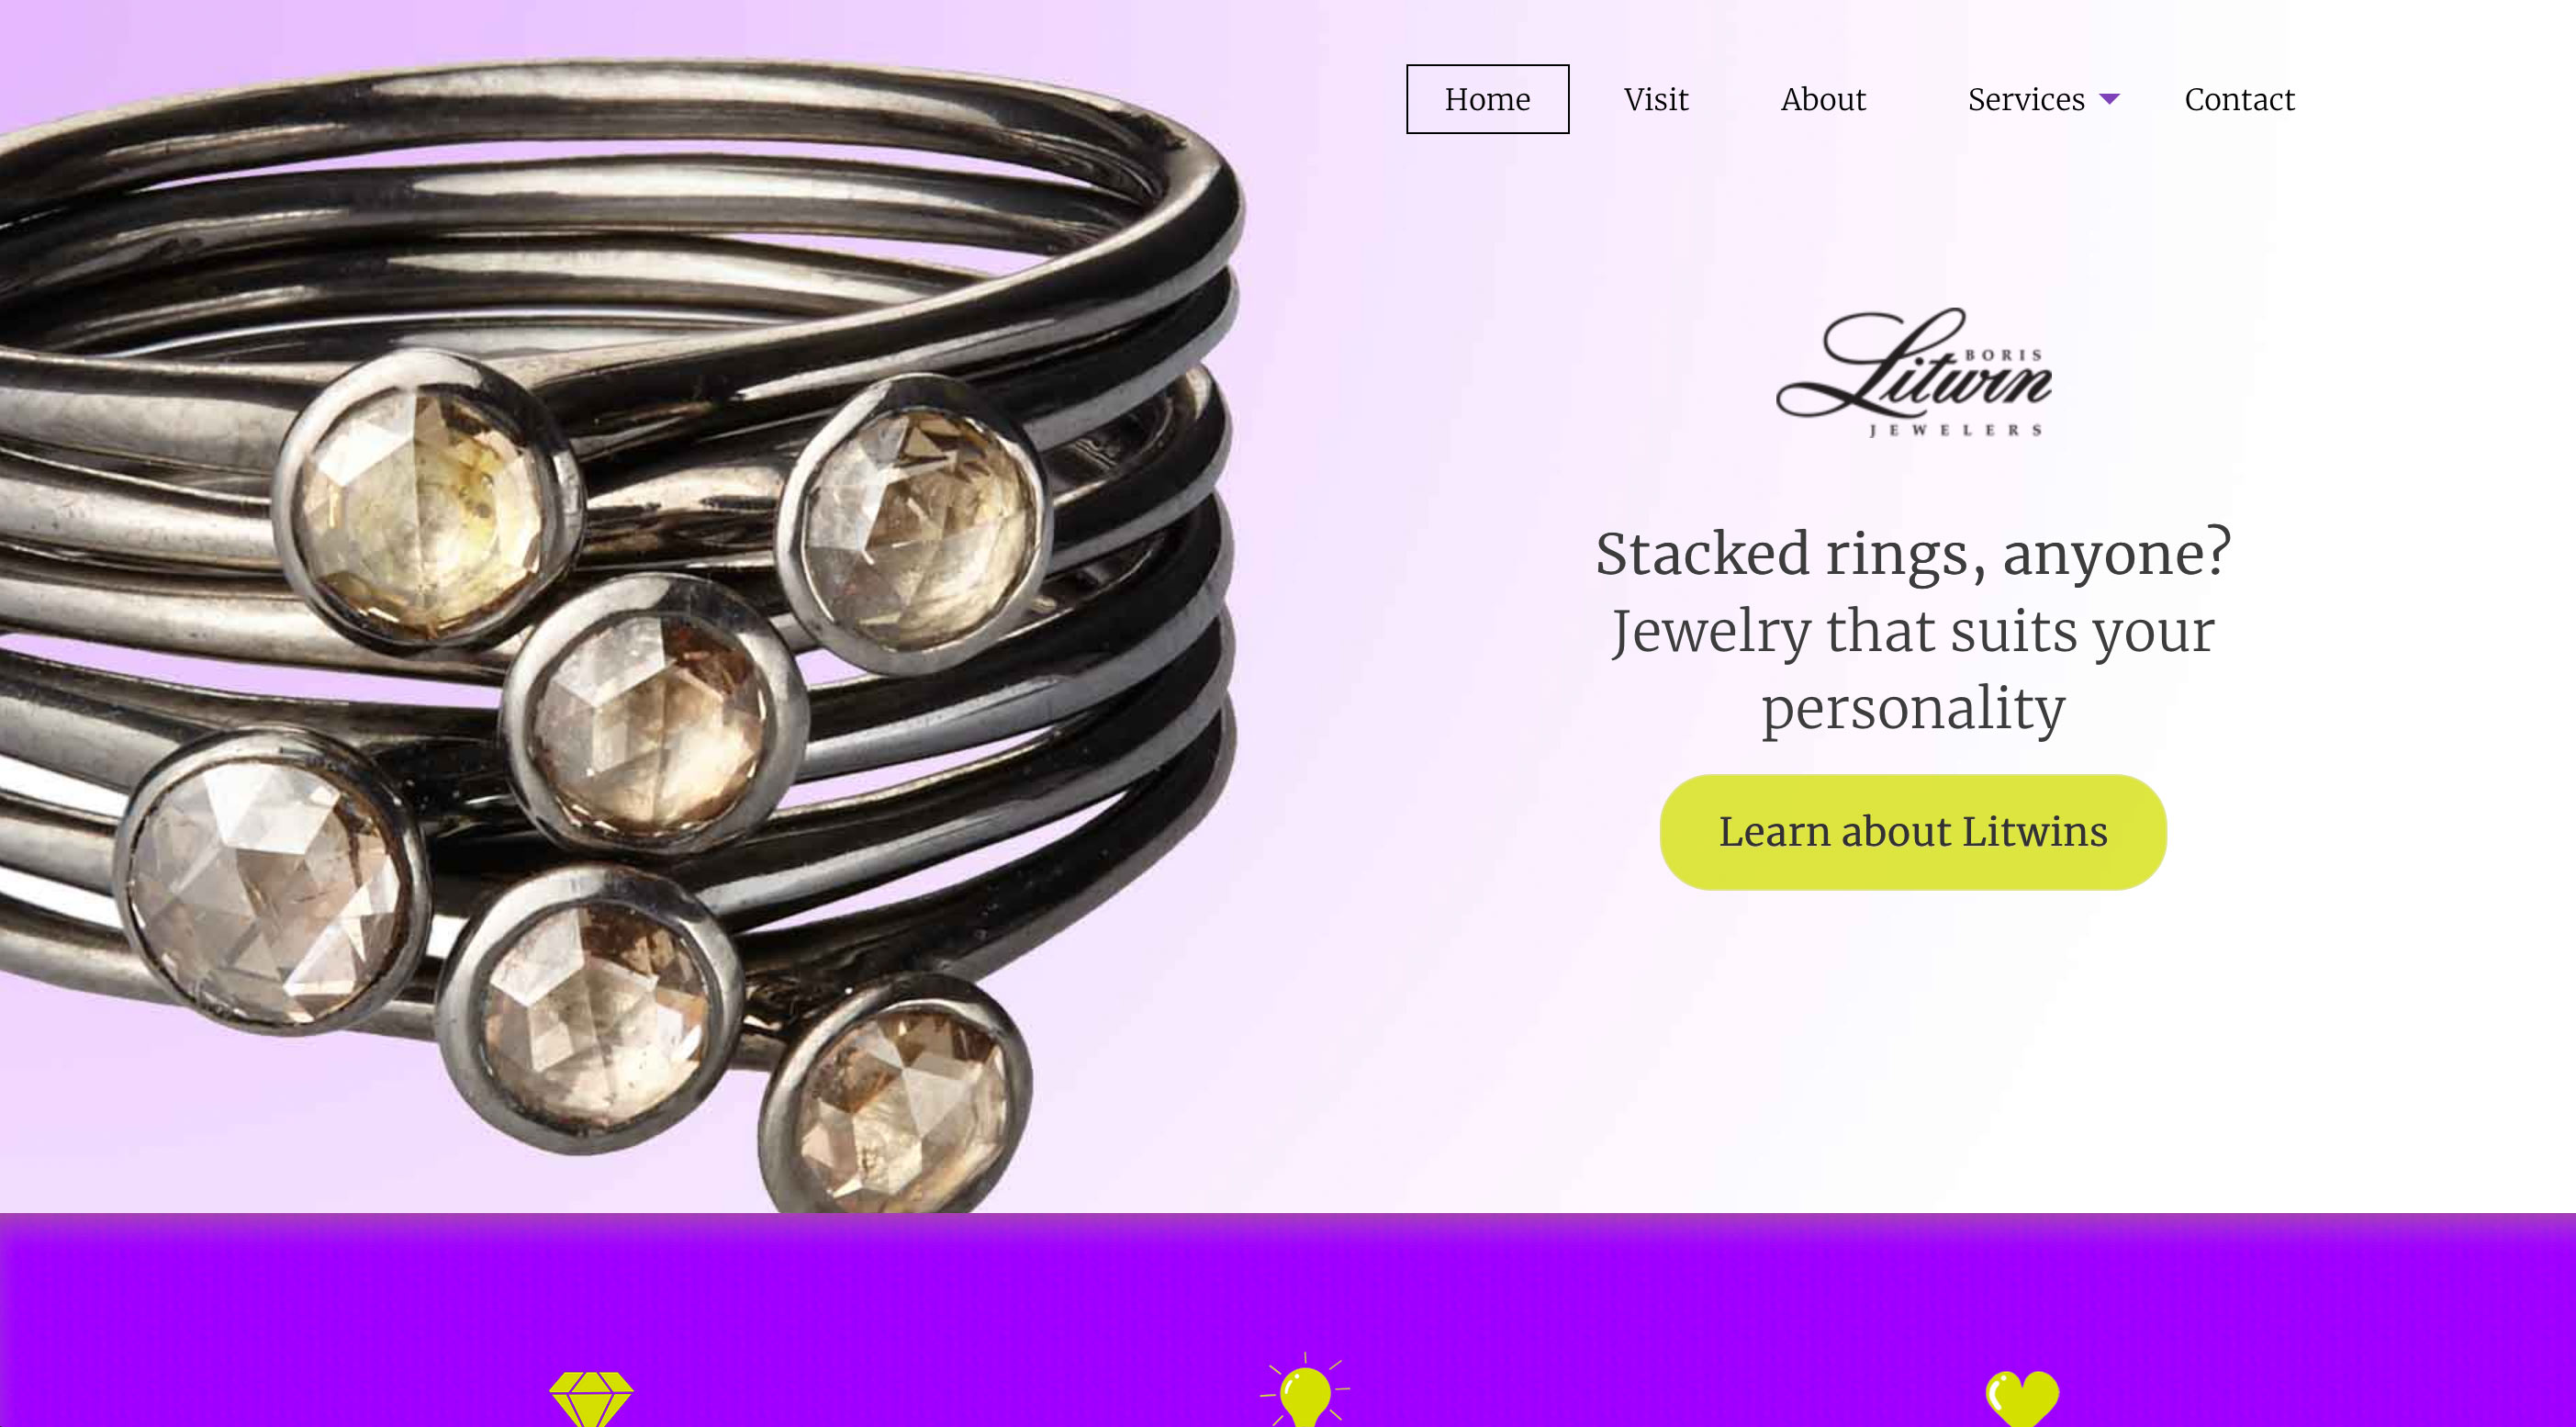 Home Visit About Services Contact
BORIS
Litwin
JEWELERS
Stacked rings, anyone?
Jewelry that suits your
personality
Learn about Litwins